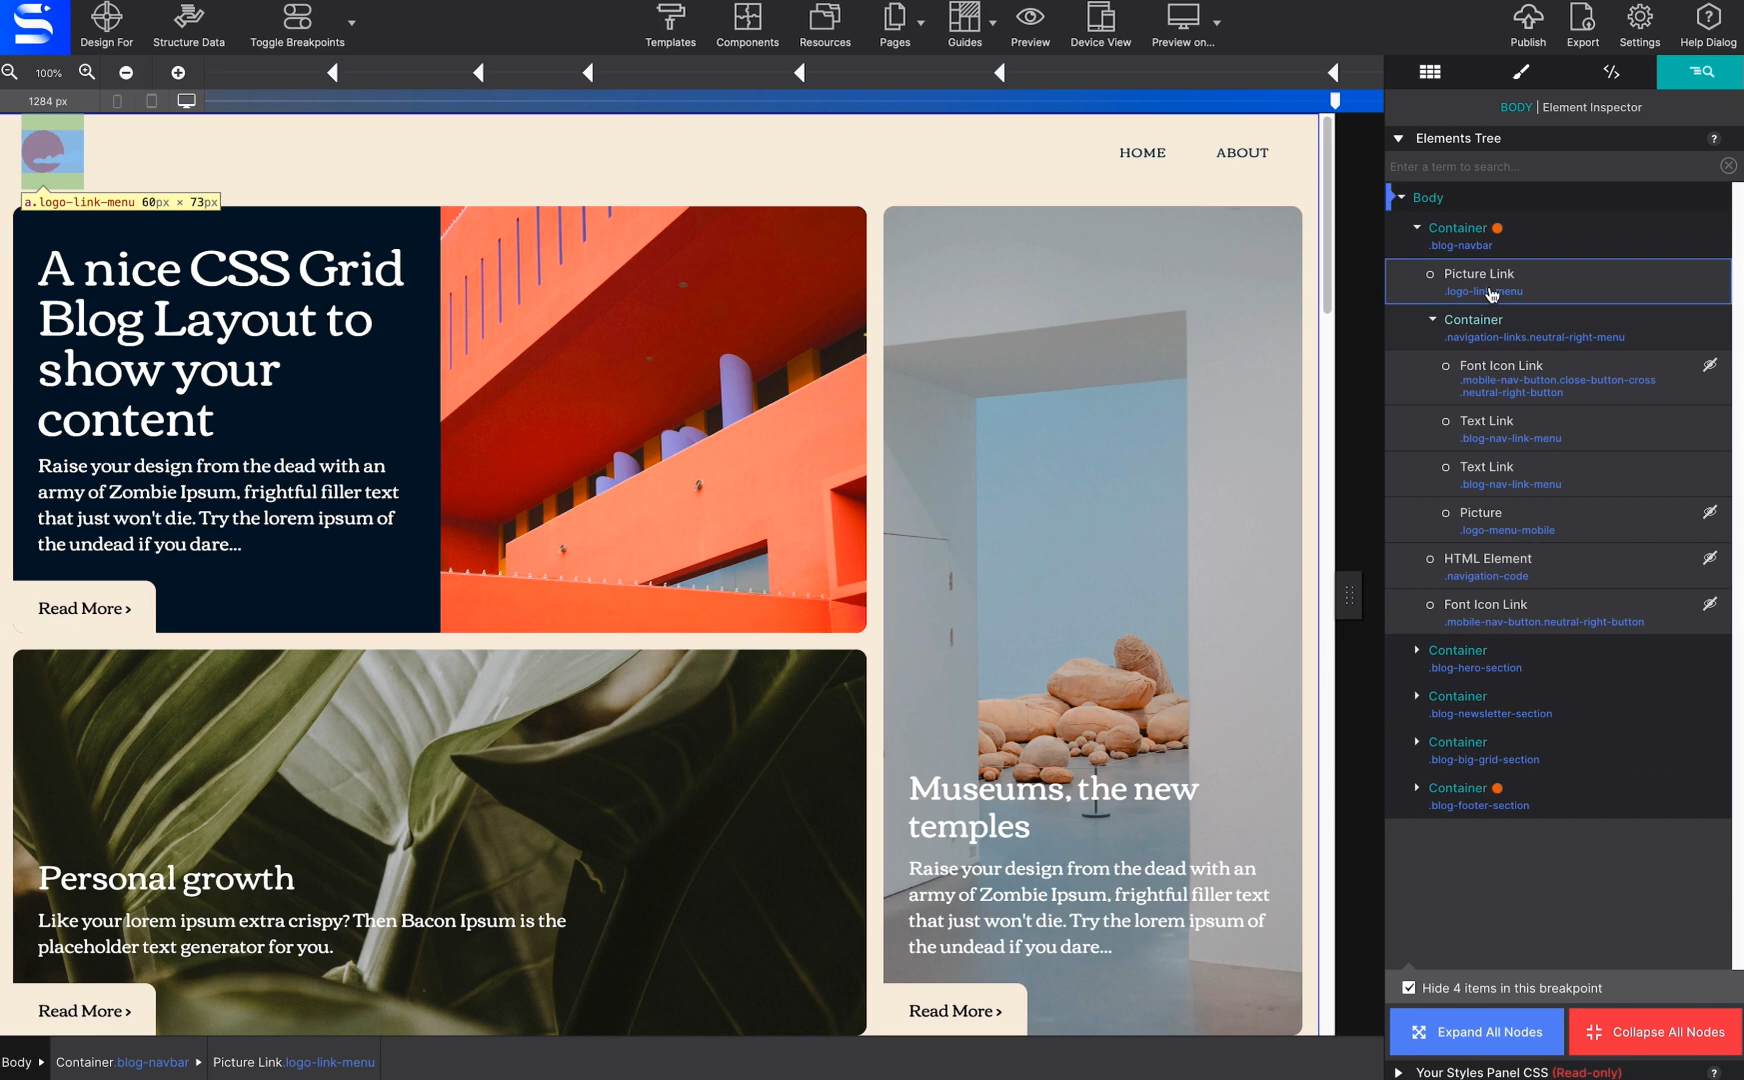 Design For
Structure Data
Toggle Breakpoints
Templates
Components
Resources
Pages
Guides
Preview
Device View
Preview on...
Publish
Export
Settings
Help Dialog
100%
1284 px
BODY | Element Inspector
Elements Tree
?
Enter a term to search...
HOME
ABOUT
a.logo-link-menu 60px × 73px
A nice CSS Grid
Blog Layout to
show your
content
Raise your design from the dead with an
army of Zombie Ipsum, frightful filler text
that just won't die. Try the lorem ipsum of
the undead if you dare...
Read More >
Personal growth
Like your lorem ipsum extra crispy? Then Bacon Ipsum is the
placeholder text generator for you.
Read More >
Museums, the new
temples
Raise your design from the dead with an
army of Zombie Ipsum, frightful filler text
that just won't die. Try the lorem ipsum of
the undead if you dare...
Read More >
Body
Container
.blog-navbar
Picture Link
.logo-link-menu
Container
.navigation-links.neutral-right-menu
Font Icon Link
.mobile-nav-button.close-button-cross
.neutral-right-button
Text Link
.blog-nav-link-menu
Text Link
.blog-nav-link-menu
Picture
.logo-menu-mobile
HTML Element
.navigation-code
Font Icon Link
.mobile-nav-button.neutral-right-button
Container
.blog-hero-section
Container
.blog-newsletter-section
Container
.blog-big-grid-section
Container
.blog-footer-section
Hide 4 items in this breakpoint
Expand All Nodes
Collapse All Nodes
Body
Container.blog-navbar
Picture Link.logo-link-menu
Your Styles Panel CSS (Read-only)
?